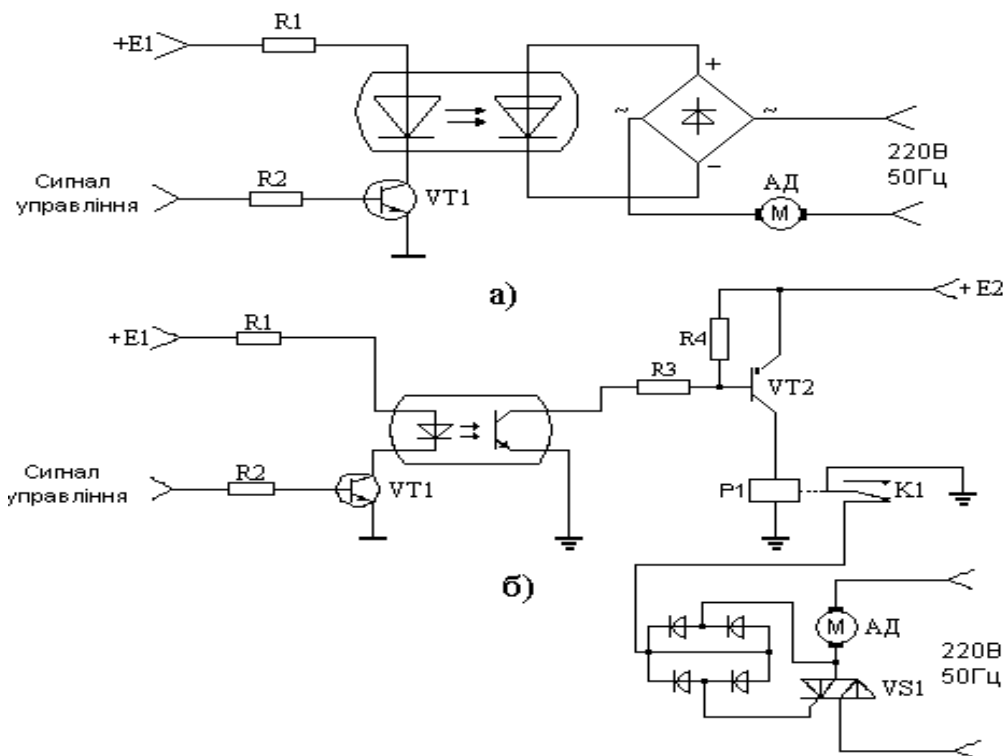 +E1
R1
+
~
~
220В
50Гц
Сигнал
управління
R2
VT1
−
АД
М
а)
+ E2
+E1
R1
R4
R3
VT2
Сигнал
управління
R2
VT1
P1
K1
б)
М
АД
220В
50Гц
VS1